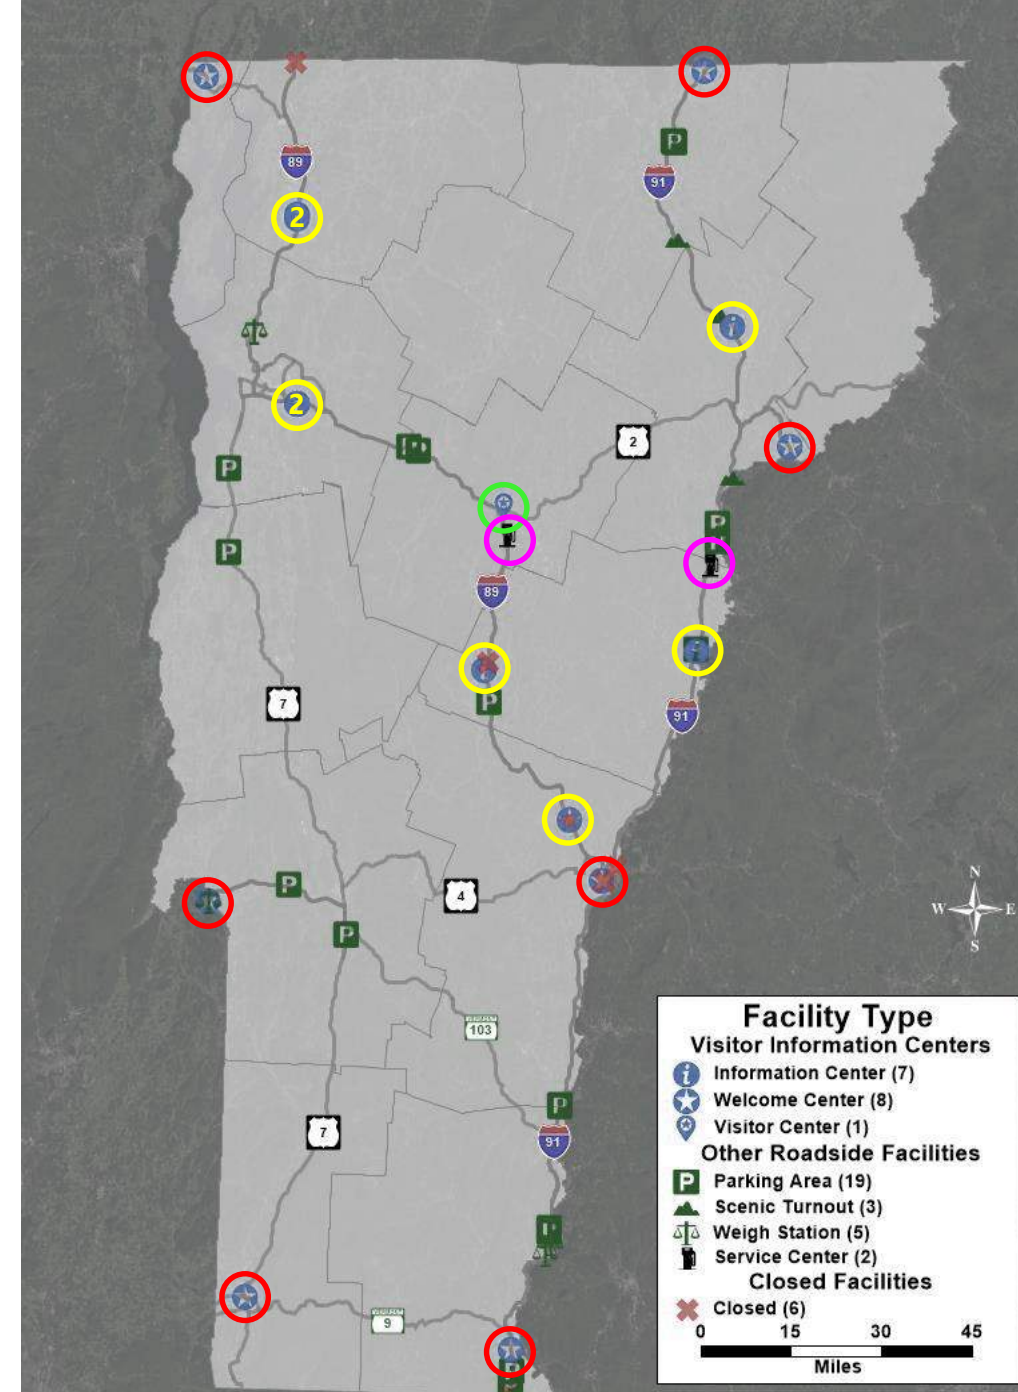 89
91
2
2
P
P
2
P
P
P
89
P
7
91
P
4
P
N
W
E
S
103
P
7
91
P
9
P
Facility Type
Visitor Information Centers
i Information Center (7)
Welcome Center (8)
Visitor Center (1)
Other Roadside Facilities
P Parking Area (19)
Scenic Turnout (3)
Weigh Station (5)
Service Center (2)
Closed Facilities
Closed (6)
0 15 30 45
Miles